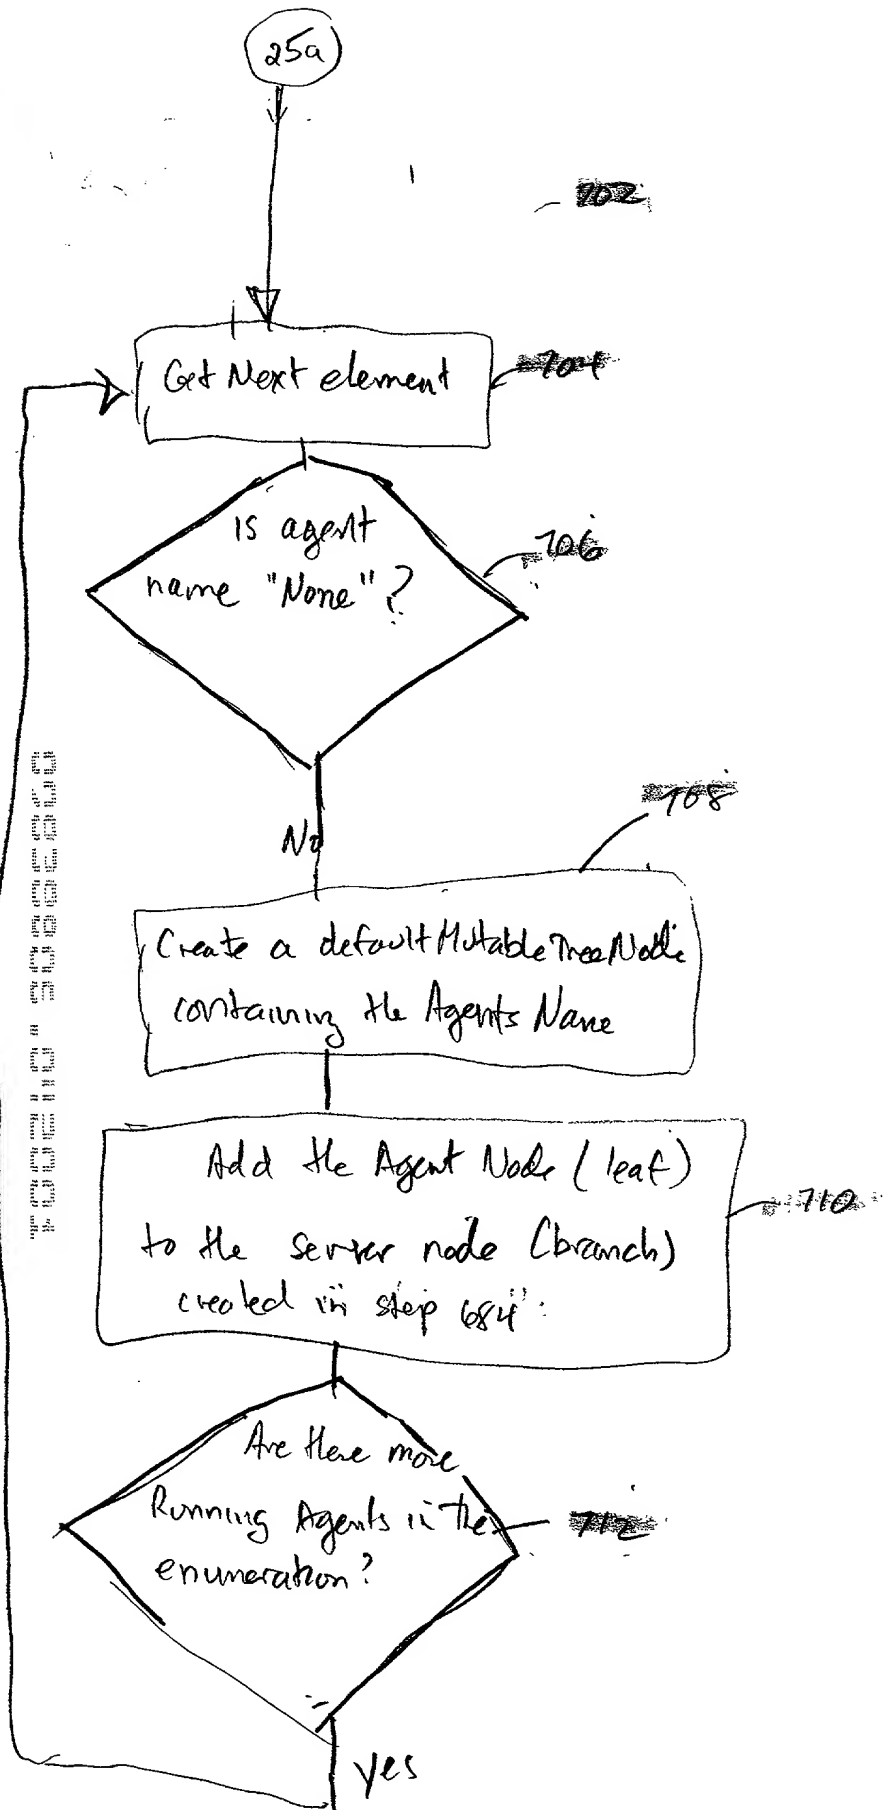 25a
702
Get Next element
704
Is agent
name "None"?
706
No
708
Create a defaultMutableTreeNode
containing the Agents Name
Add the Agent Node (leaf)
to the server node (branch)
created in step 684
710
Are there more
Running Agents in the
enumeration?
712
yes